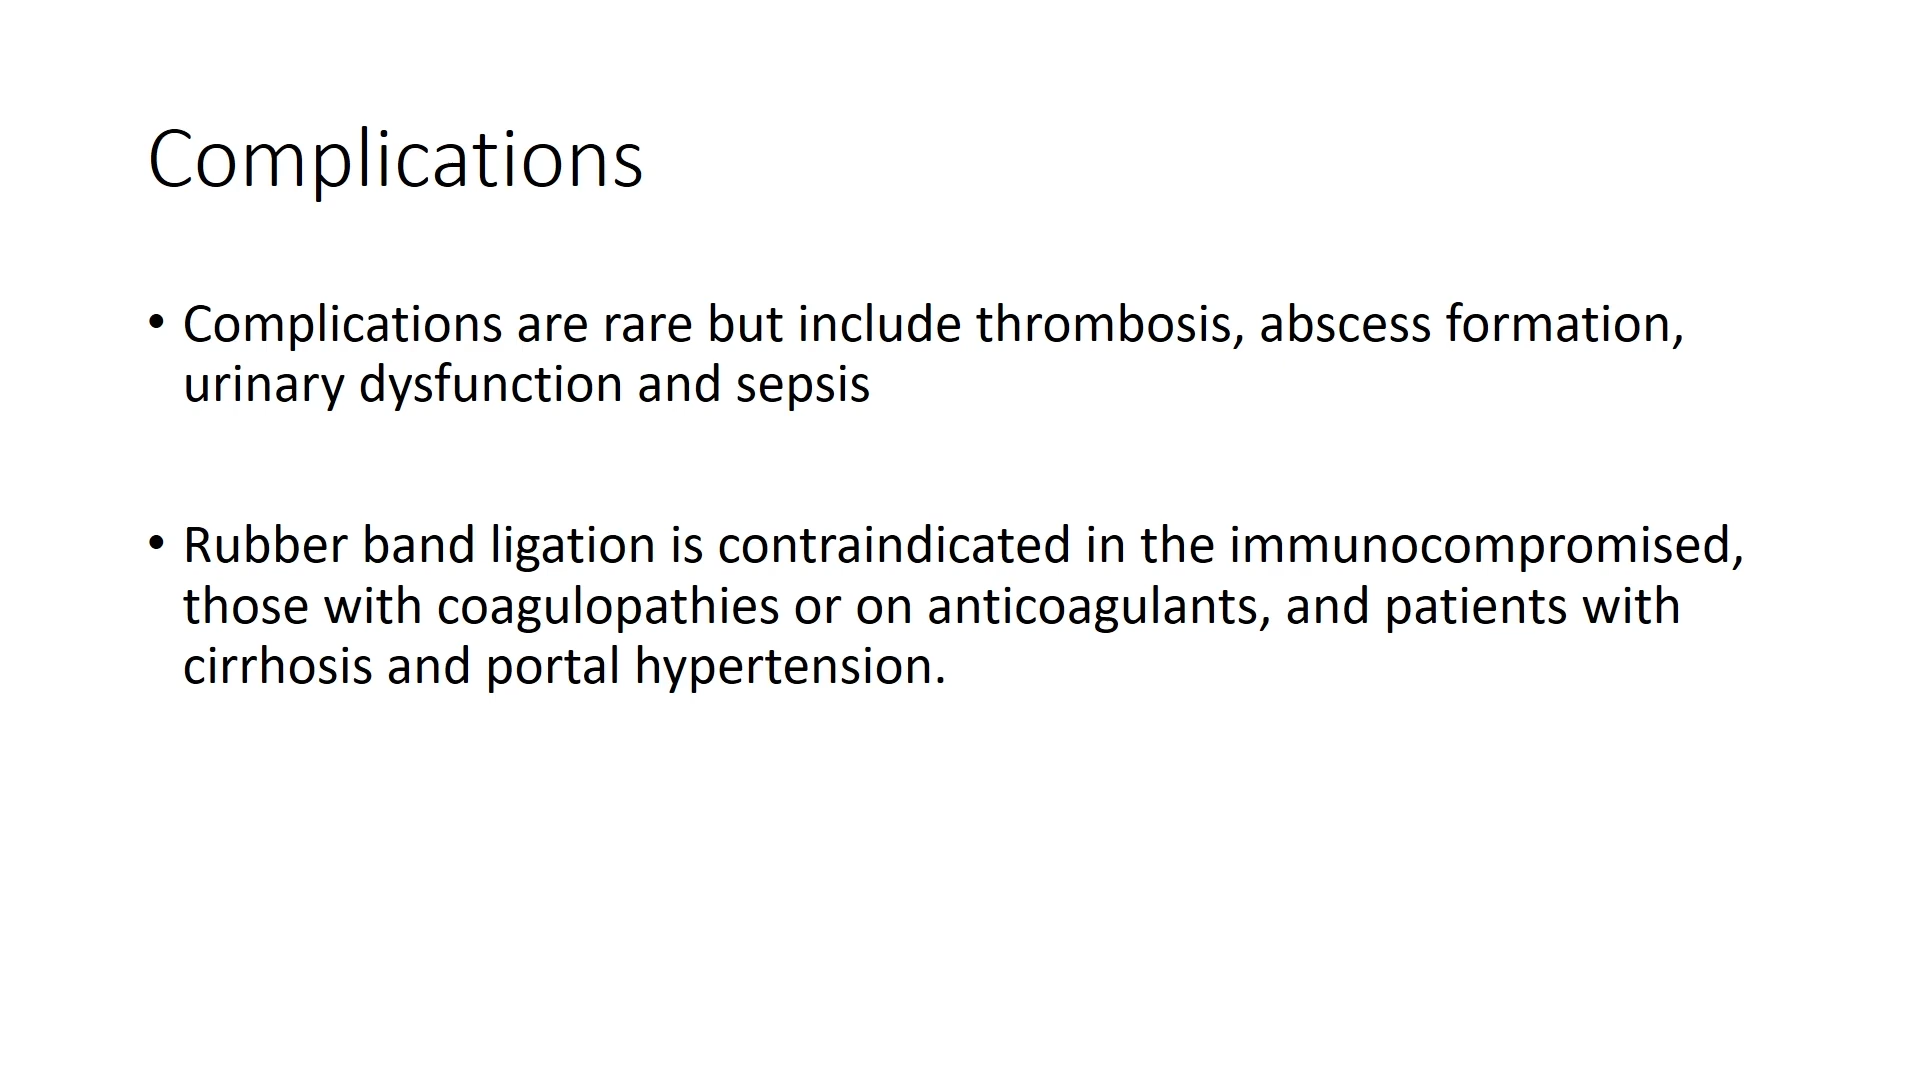 Complications
• Complications are rare but include thrombosis, abscess formation,
urinary dysfunction and sepsis
• Rubber band ligation is contraindicated in the immunocompromised,
those with coagulopathies or on anticoagulants, and patients with
cirrhosis and portal hypertension.